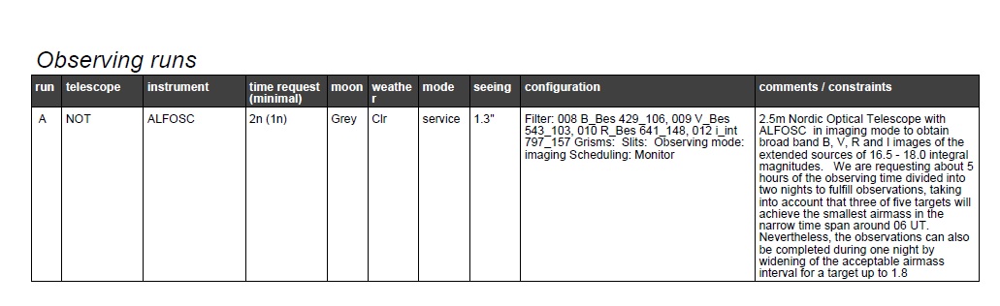 Observing runs
run telescope instrument time request (minimal) moon weathe r mode seeing configuration comments / constraints
A NOT ALFOSC 2n (1n) Grey Clr service 1.3"
Filter: 008 B_Bes 429_106, 009 V_Bes
543_103, 010 R_Bes 641_148, 012 i_int
797_157 Grisms: Slits: Observing mode:
imaging Scheduling: Monitor
2.5m Nordic Optical Telescope with
ALFOSC in imaging mode to obtain
broad band B, V, R and I images of the
extended sources of 16.5 - 18.0 integral
magnitudes. We are requesting about 5
hours of the observing time divided into
two nights to fulfill observations, taking
into account that three of five targets will
achieve the smallest airmass in the
narrow time span around 06 UT.
Nevertheless, the observations can also
be completed during one night by
widening of the acceptable airmass
interval for a target up to 1.8